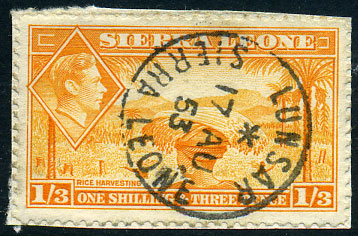 SIERRA LEONE
LUNSAR
*
17 AU
53
SIERRA LEONE
RICE HARVESTING
1/3
ONE SHILLING & THREE PENCE
1/3